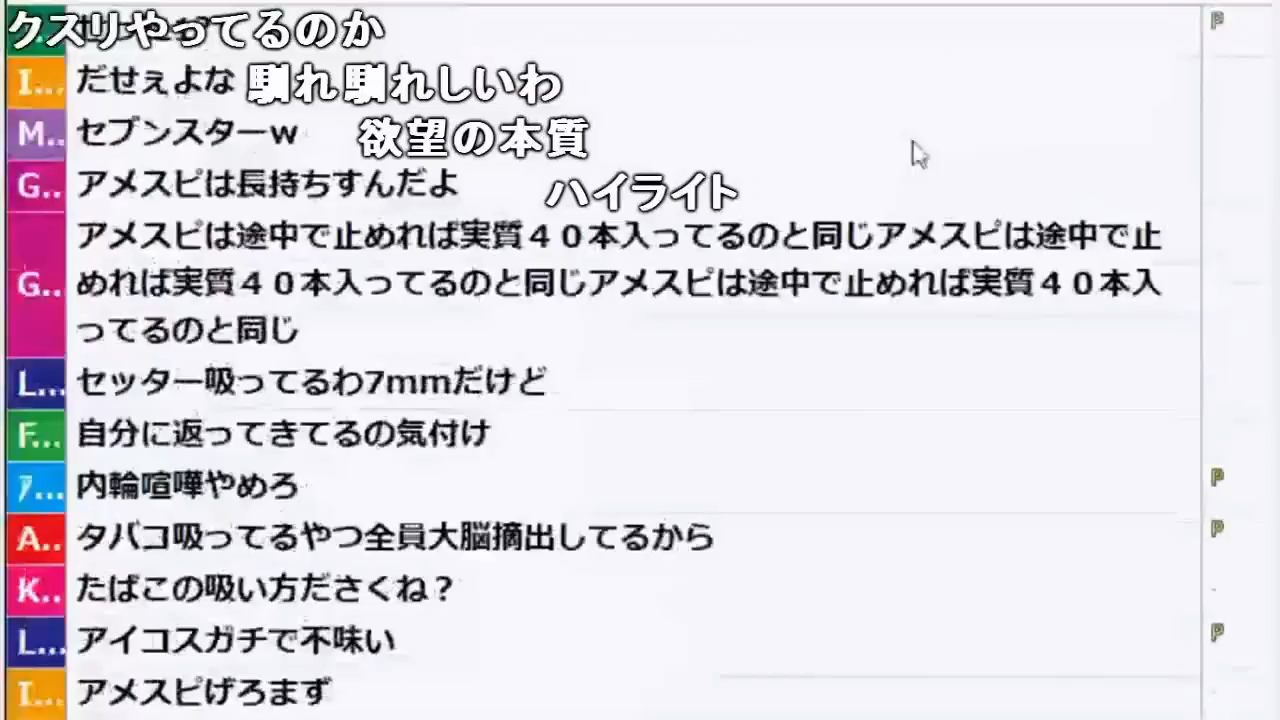 クスリやってるのか
I... だせぇよな
馴れ馴れしいわ
M.. セブンスターw
欲望の本質
G.. アメスピは長持ちすんだよ
ハイライト
G.. アメスピは途中で止めれば実質４０本入ってるのと同じアメスピは途中で止
めれば実質４０本入ってるのと同じアメスピは途中で止めれば実質４０本入
ってるのと同じ
L... セッター吸ってるわ7mmだけど
F... 自分に返ってきてるの気付け
ｱ... 内輪喧嘩やめろ
A.. タバコ吸ってるやつ全員大脳摘出してるから
K.. たばこの吸い方ださくね？
L... アイコスガチで不味い
I... アメスピげろまず
P
P
P
P